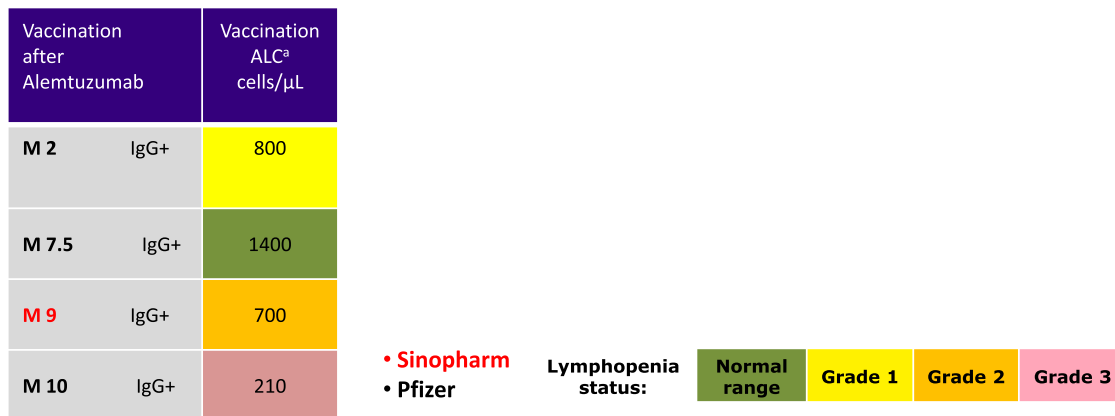 Vaccination
after
Alemtuzumab
Vaccination
ALCᵃ
cells/µL
M 2 IgG+
800
M 7.5 IgG+
1400
M 9 IgG+
700
M 10 IgG+
210
• Sinopharm
• Pfizer
Lymphopenia
status:
Normal
range
Grade 1
Grade 2
Grade 3